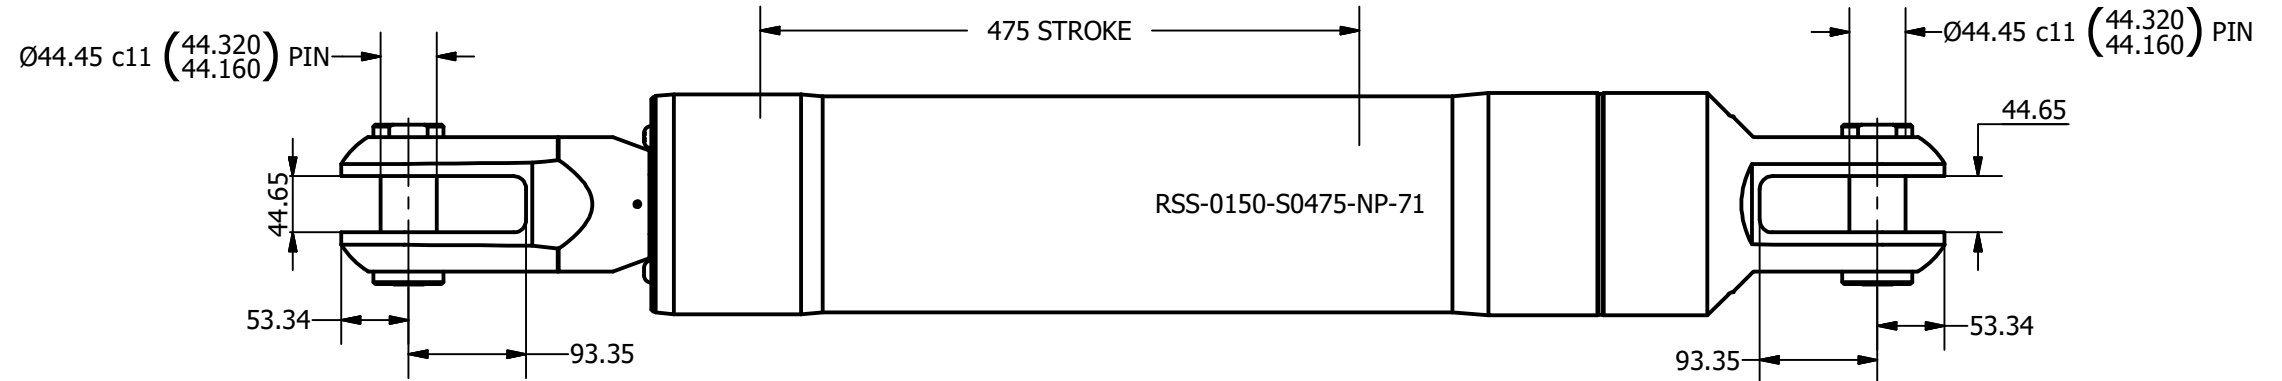 475 STROKE
Ø44.45 c11 (44.320
44.160) PIN
Ø44.45 c11 (44.320
44.160) PIN
44.65
44.65
RSS-0150-S0475-NP-71
53.34
93.35
53.34
93.35